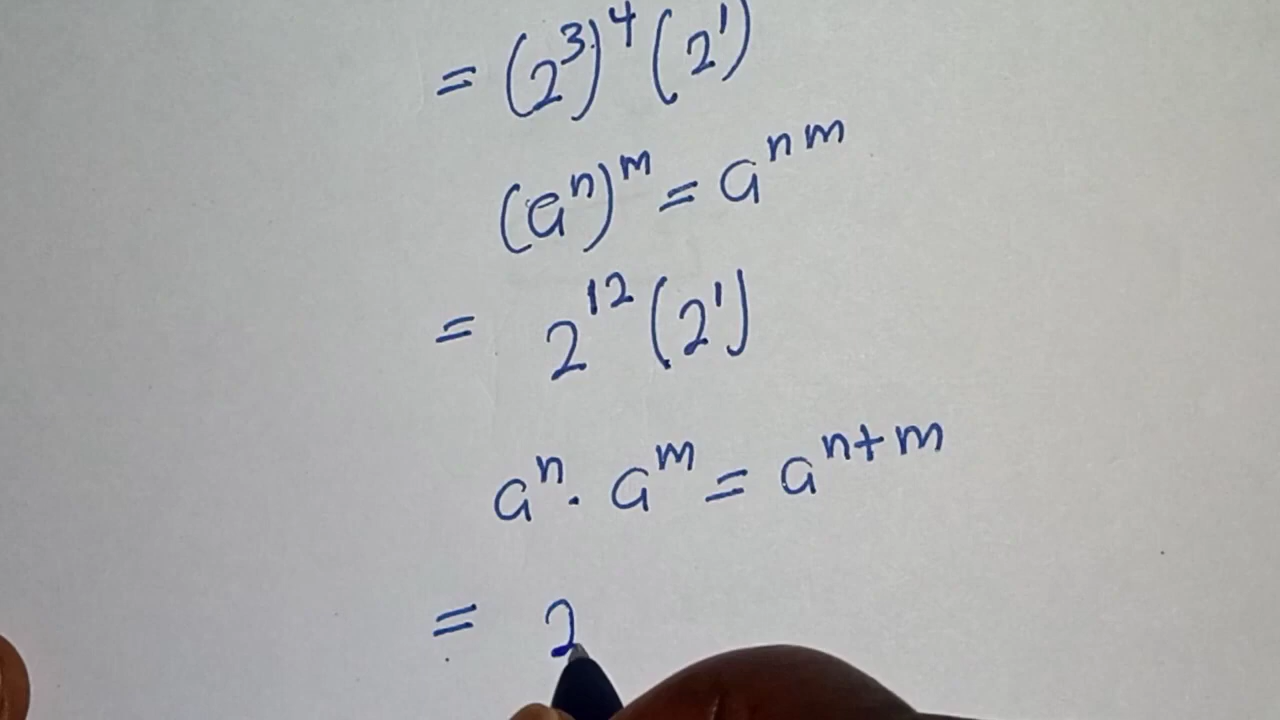 = (2³)⁴ (2¹)
(aⁿ)ᵐ = aⁿᵐ
= 2¹² (2¹)
aⁿ · aᵐ = aⁿ⁺ᵐ
= 2